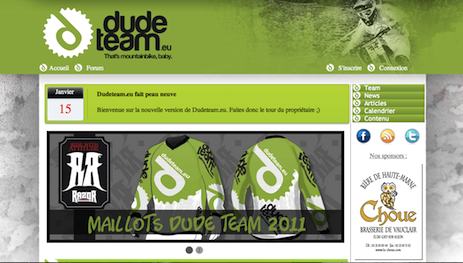 dude
team.eu
That's mountainbike, baby.
Accueil
Forum
S'inscrire
Connexion
Janvier
15
Dudeteam.eu fait peau neuve
Bienvenue sur la nouvelle version de Dudeteam.eu. Faites donc le tour du propriétaire ;)
Team
News
Articles
Calendrier
Contenu
RAZOR
dudeteam.eu
MAILLOTS DUDE TEAM 2011
Nos sponsors :
BIÈRE DE HAUTE-MARNE
Choue
BRASSERIE DE VAUCLAIR